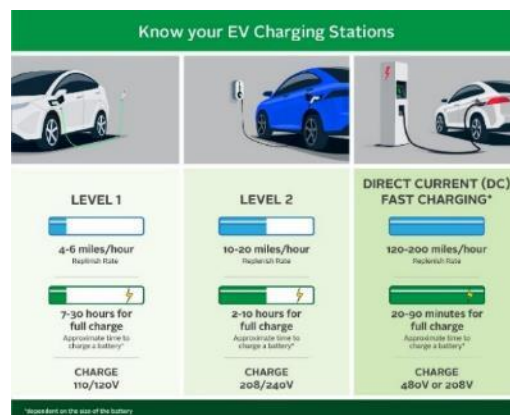 Know your EV Charging Stations
LEVEL 1
4-6 miles/hour
Replinish Rate
7-30 hours for
full charge
Approximate time to
charge a battery*
CHARGE
110/120V
LEVEL 2
10-20 miles/hour
Replenish Rate
2-10 hours for
full charge
Approximate time to
charge a battery*
CHARGE
208/240V
DIRECT CURRENT (DC)
FAST CHARGING*
120-200 miles/hour
Replenish Rate
20-90 minutes for
full charge
Approximate time to
charge a battery*
CHARGE
480V or 208V
*dependent on the size of the battery